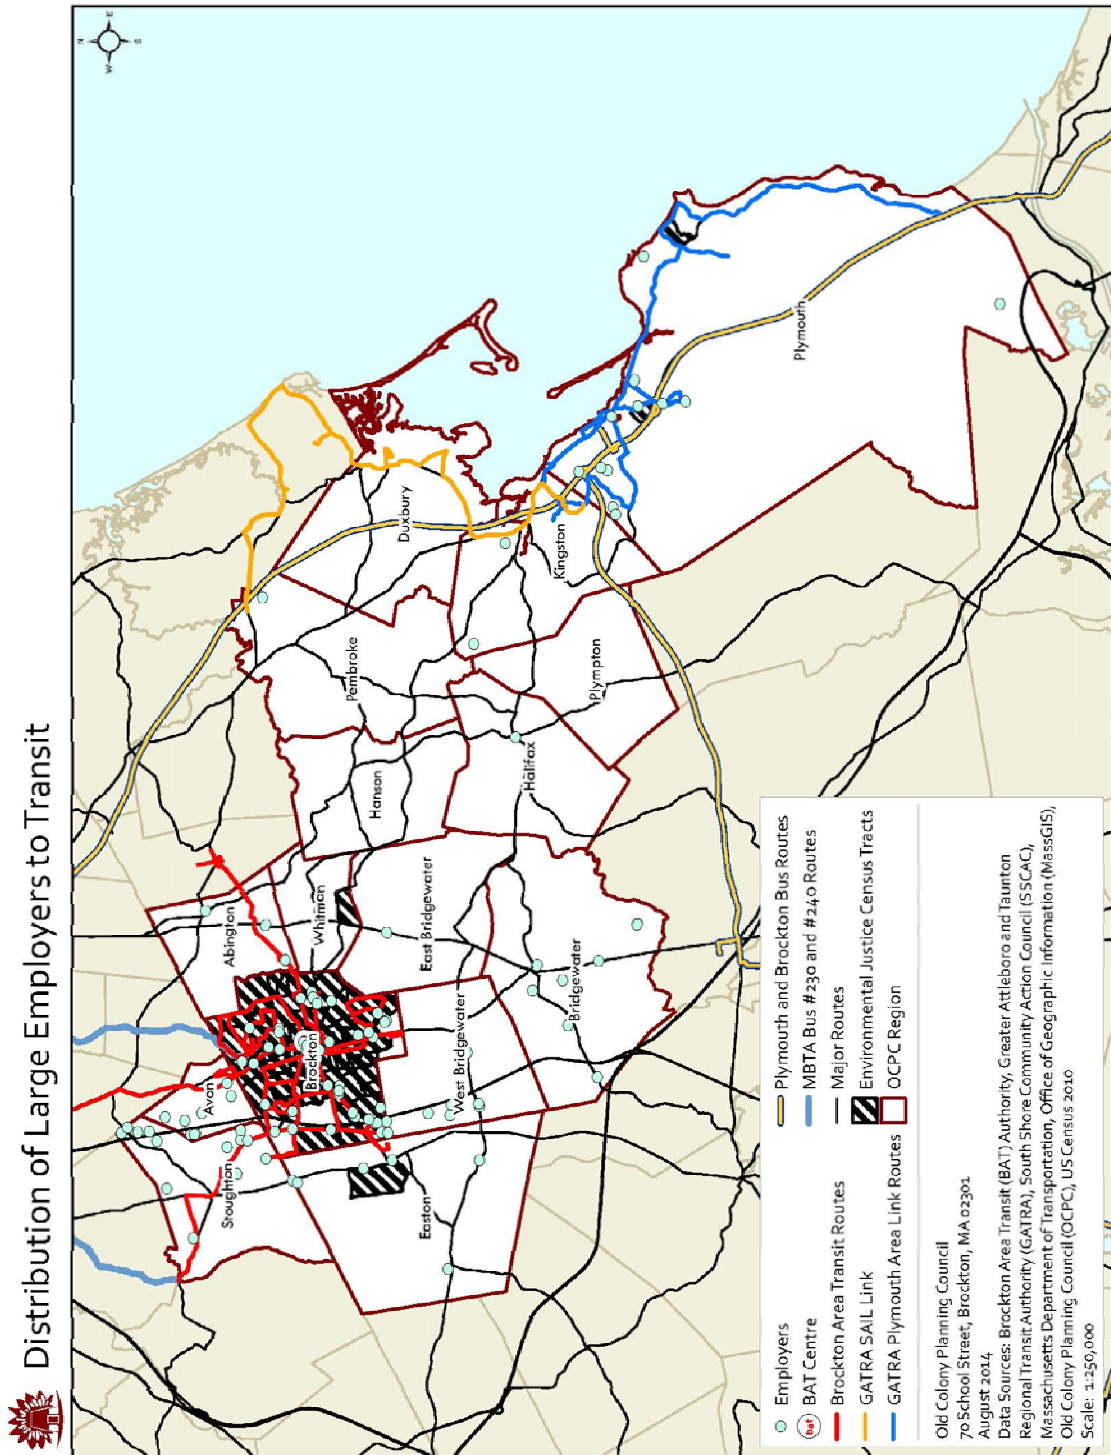 Distribution of Large Employers to Transit
N
W
E
S
Stoughton
Avon
Abington
Brockton
Whitman
Hanson
Pembroke
Duxbury
Easton
West Bridgewater
East Bridgewater
Bridgewater
Halifax
Plympton
Kingston
Plymouth
Employers
bat BAT Centre
Brockton Area Transit Routes
GATRA SAIL Link
GATRA Plymouth Area Link Routes
Plymouth and Brockton Bus Routes
MBTA Bus #230 and #240 Routes
Major Routes
Environmental Justice Census Tracts
OCPC Region
Old Colony Planning Council
70 School Street, Brockton, MA 02301
August 2014
Data Sources: Brockton Area Transit (BAT) Authority, Greater Attleboro and Taunton
Regional Transit Authority (GATRA), South Shore Community Action Council (SSCAC),
Massachusetts Department of Transportation, Office of Geographic Information (MassGIS),
Old Colony Planning Council (OCPC), US Census 2010
Scale: 1:250,000